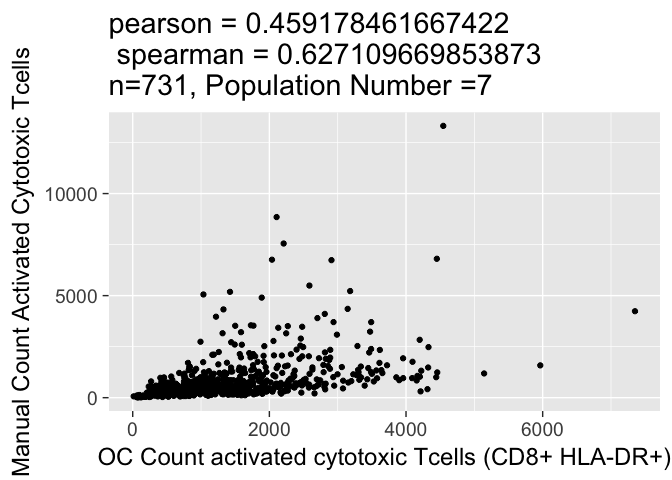 pearson = 0.459178461667422
spearman = 0.627109669853873
n=731, Population Number =7
Manual Count Activated Cytotoxic Tcells
10000
5000
0
0 2000 4000 6000
OC Count activated cytotoxic Tcells (CD8+ HLA-DR+)